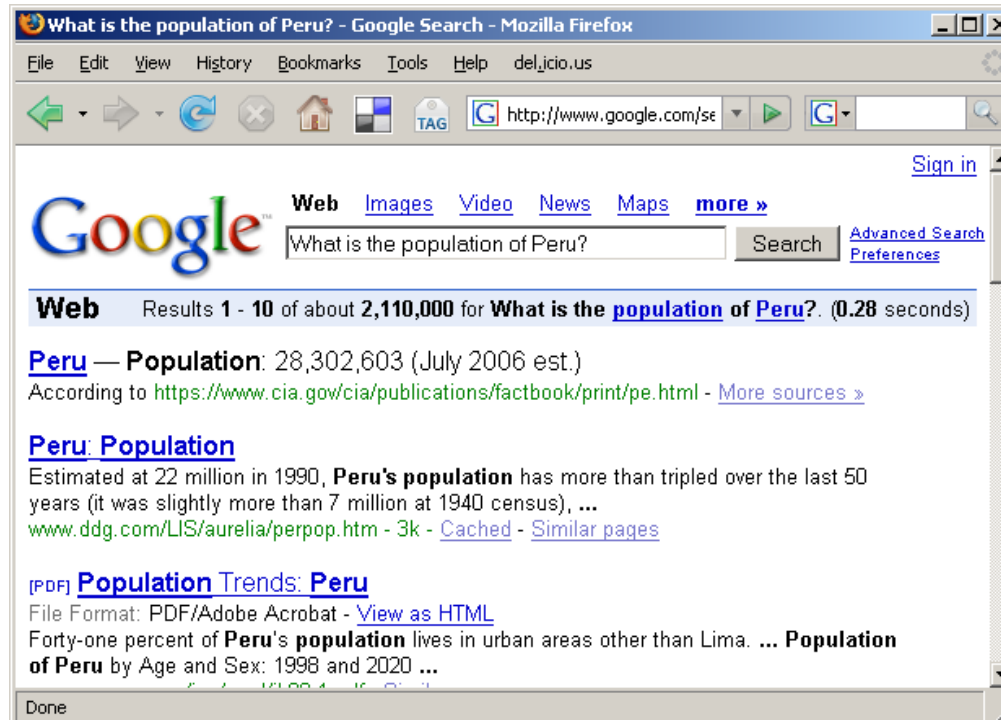 What is the population of Peru? - Google Search - Mozilla Firefox
File Edit View History Bookmarks Tools Help del.icio.us
TAG G http://www.google.com/se G
Sign in
Google™
Web Images Video News Maps more »
What is the population of Peru? Search
Advanced Search
Preferences
Web Results 1 - 10 of about 2,110,000 for What is the population of Peru?. (0.28 seconds)
Peru — Population: 28,302,603 (July 2006 est.)
According to https://www.cia.gov/cia/publications/factbook/print/pe.html - More sources »
Peru: Population
Estimated at 22 million in 1990, Peru's population has more than tripled over the last 50
years (it was slightly more than 7 million at 1940 census), ...
www.ddg.com/LIS/aurelia/perpop.htm - 3k - Cached - Similar pages
[PDF] Population Trends: Peru
File Format: PDF/Adobe Acrobat - View as HTML
Forty-one percent of Peru's population lives in urban areas other than Lima. ... Population
of Peru by Age and Sex: 1998 and 2020 ...
Done